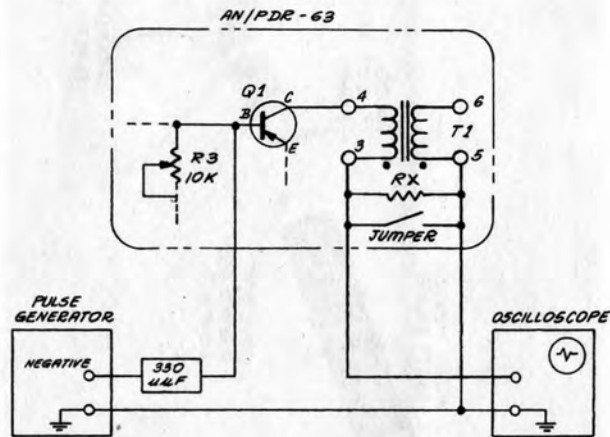 AN/PDR-63
Q1
C
B
E
4
6
T1
3
5
R3
10K
RX
JUMPER
PULSE
GENERATOR
OSCILLOSCOPE
NEGATIVE
330
UUF